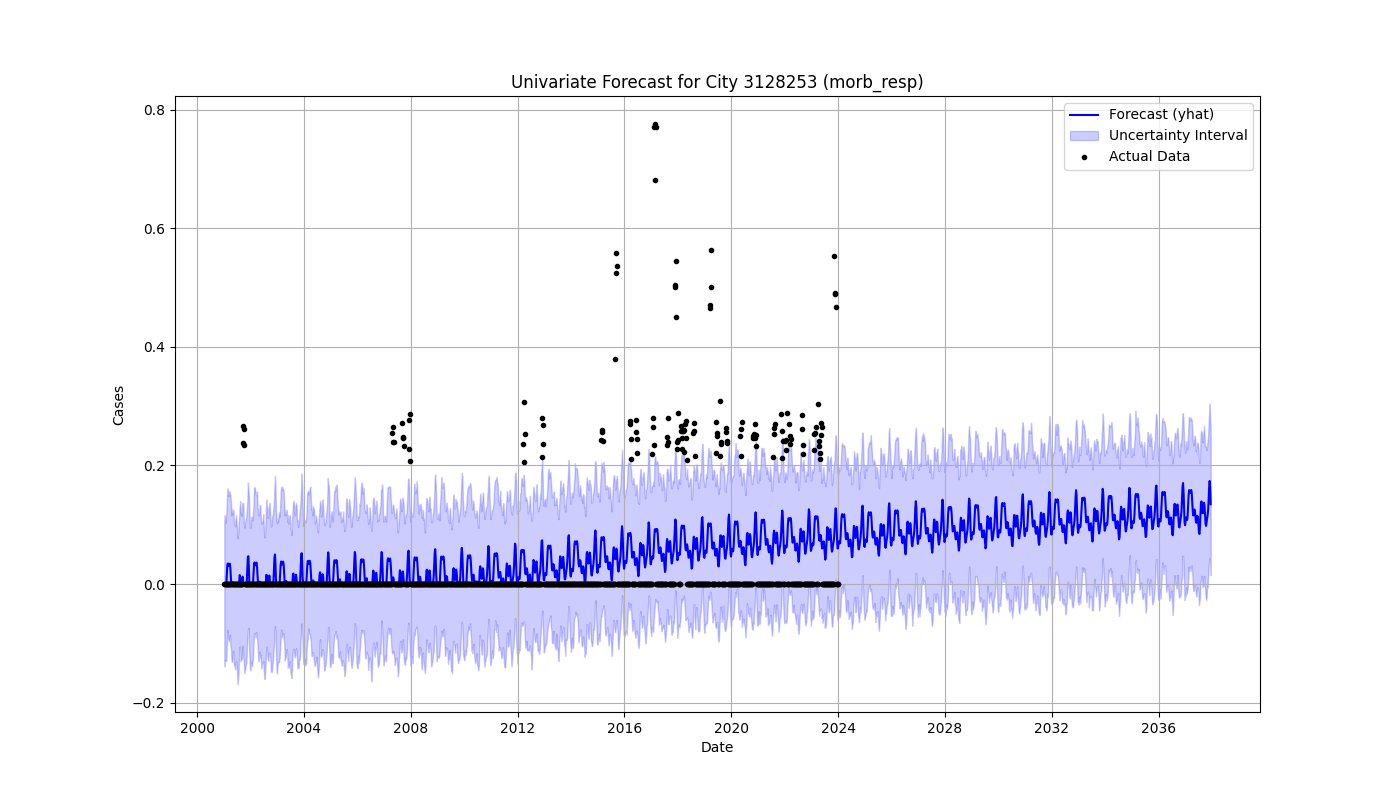 Univariate Forecast for City 3128253 (morb_resp)
Forecast (yhat)
Uncertainty Interval
Actual Data
Cases
0.8
0.6
0.4
0.2
0.0
−0.2
2000 2004 2008 2012 2016 2020 2024 2028 2032 2036
Date